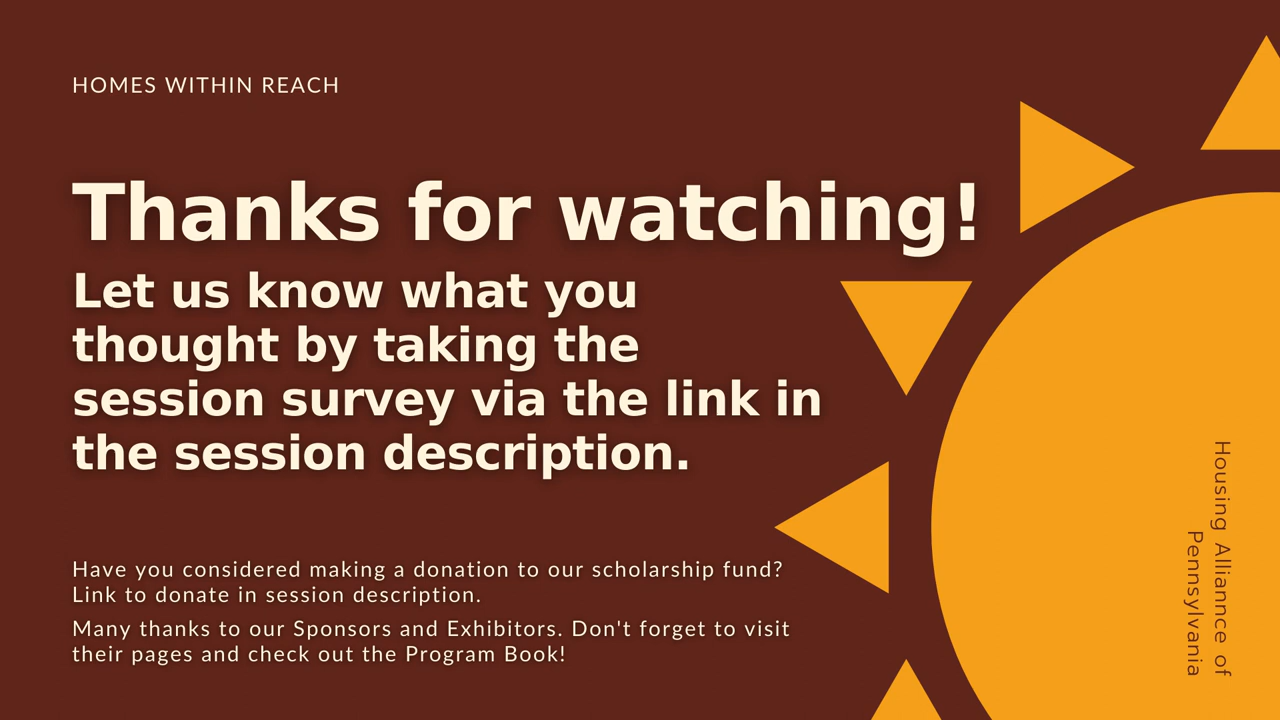 HOMES WITHIN REACH
Thanks for watching!
Let us know what you
thought by taking the
session survey via the link in
the session description.
Have you considered making a donation to our scholarship fund?
Link to donate in session description.
Many thanks to our Sponsors and Exhibitors. Don't forget to visit
their pages and check out the Program Book!
Housing Alliannce of
Pennsylvania